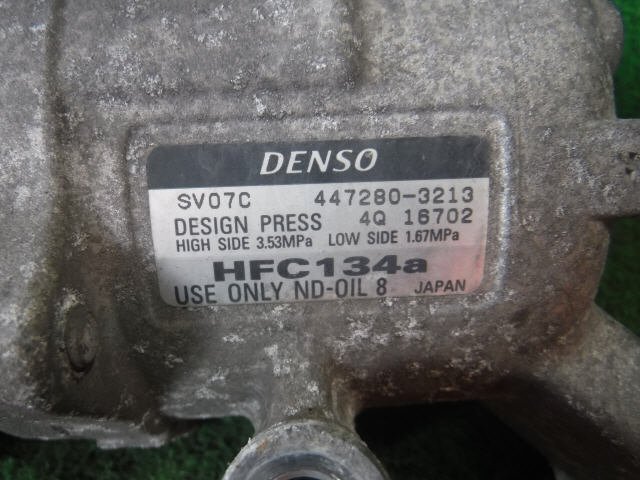 DENSO
SV07C 447280-3213
DESIGN PRESS 4Q 16702
HIGH SIDE 3.53MPa LOW SIDE 1.67MPa
HFC134a
USE ONLY ND-OIL 8 JAPAN